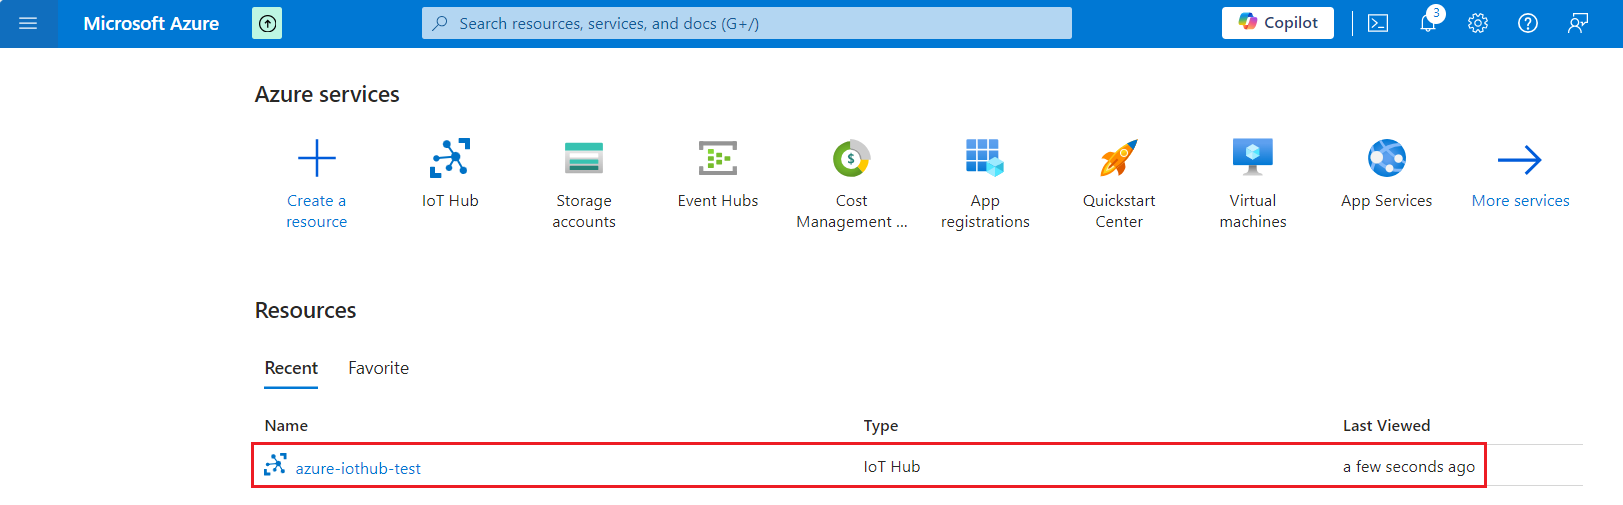 Microsoft Azure
Search resources, services, and docs (G+/)
Copilot
3
Azure services
Create a
resource
IoT Hub
Storage
accounts
Event Hubs
Cost
Management ...
App
registrations
Quickstart
Center
Virtual
machines
App Services
More services
Resources
Recent Favorite
Name Type Last Viewed
azure-iothub-test IoT Hub a few seconds ago